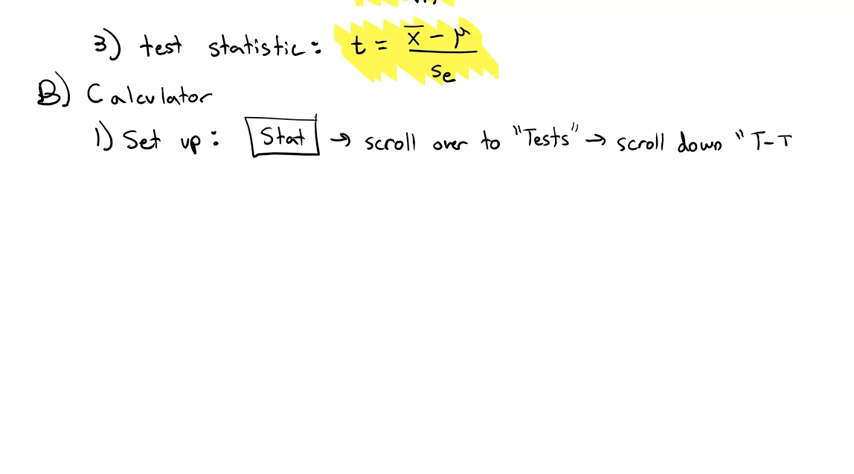 3) test statistic: t = (x̄ - μ) / sₑ
B) Calculator
1) Set up: Stat → scroll over to "Tests" → scroll down "T-T